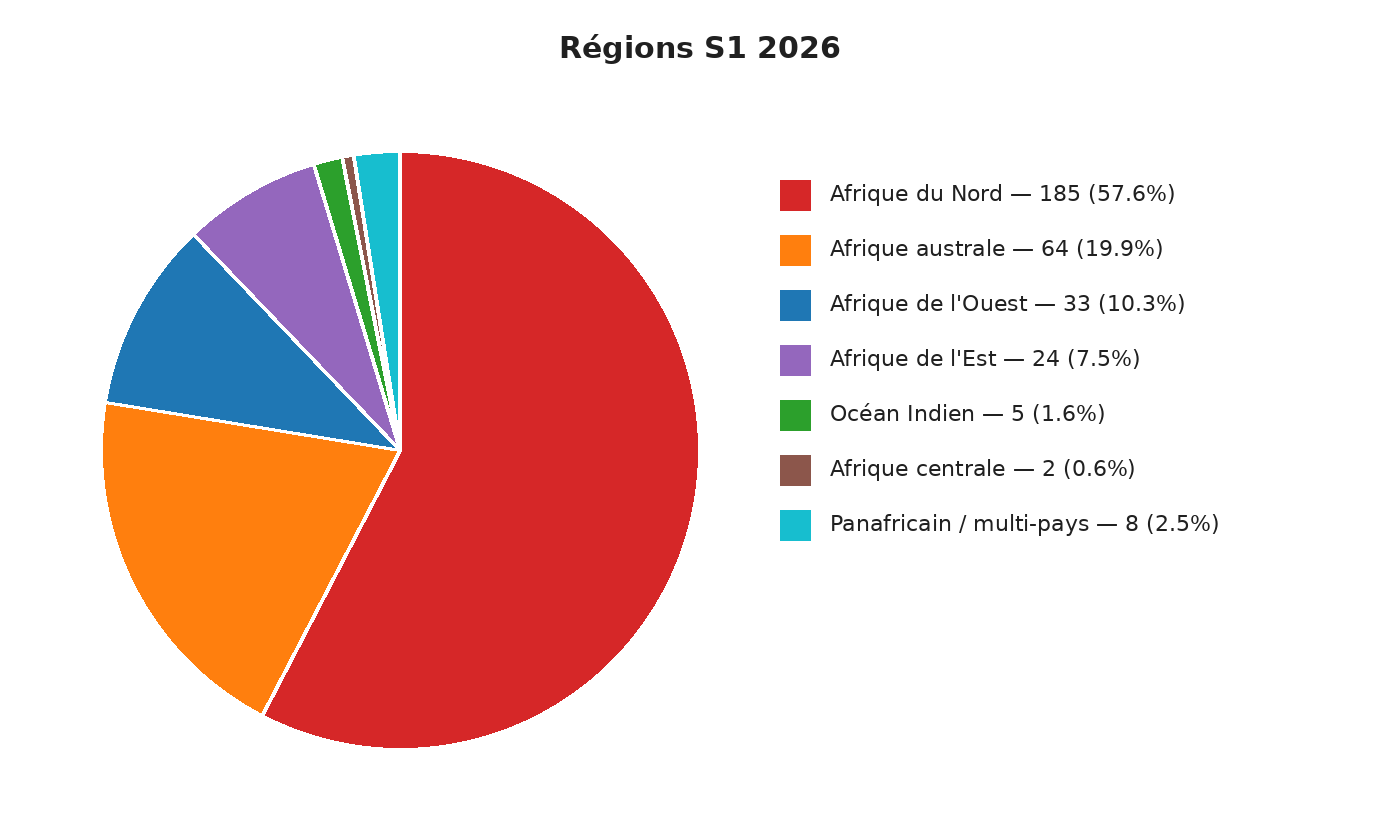 Régions S1 2026
Afrique du Nord — 185 (57.6%)
Afrique australe — 64 (19.9%)
Afrique de l'Ouest — 33 (10.3%)
Afrique de l'Est — 24 (7.5%)
Océan Indien — 5 (1.6%)
Afrique centrale — 2 (0.6%)
Panafricain / multi-pays — 8 (2.5%)